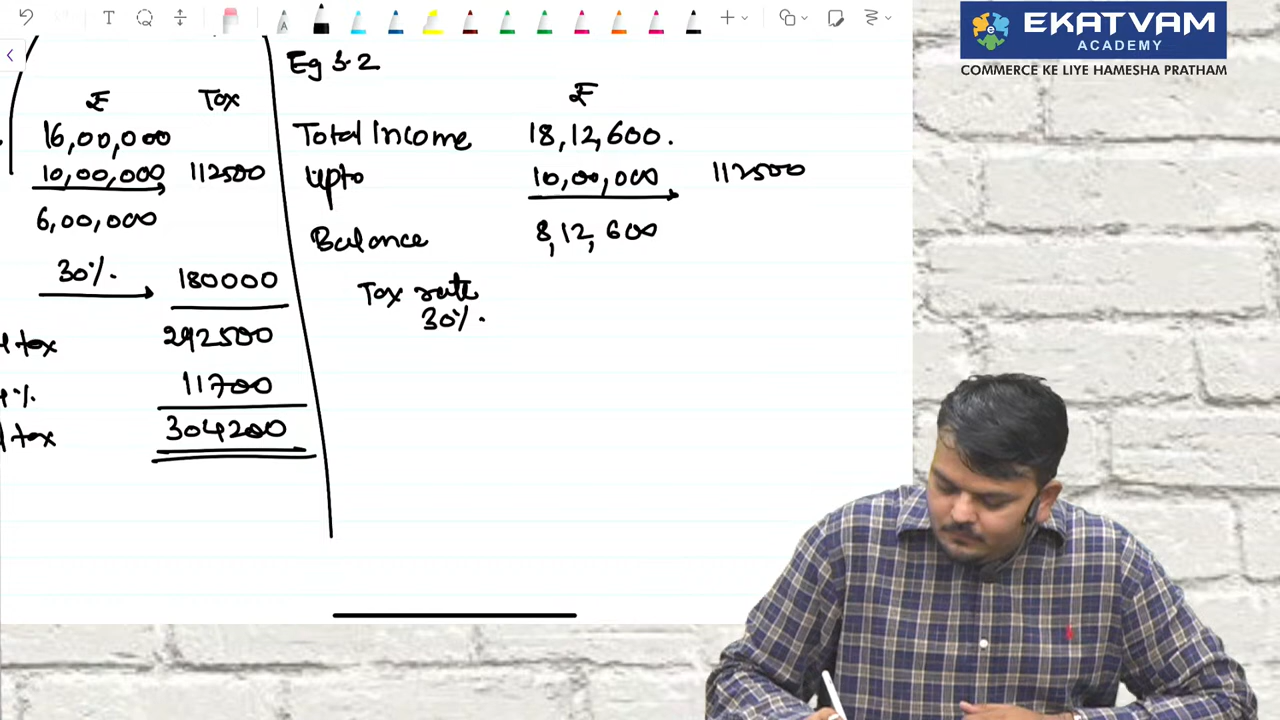 EKATVAM
ACADEMY
COMMERCE KE LIYE HAMESHA PRATHAM
₹ Tax
16,00,000
10,00,000 112500
6,00,000
30%. 180000
tax 292500
% 11700
tax 304200
Eg 3.2
₹
Total Income 18,12,600.
Upto 10,00,000 112500
Balance 8,12,600
Tax rate
30%.